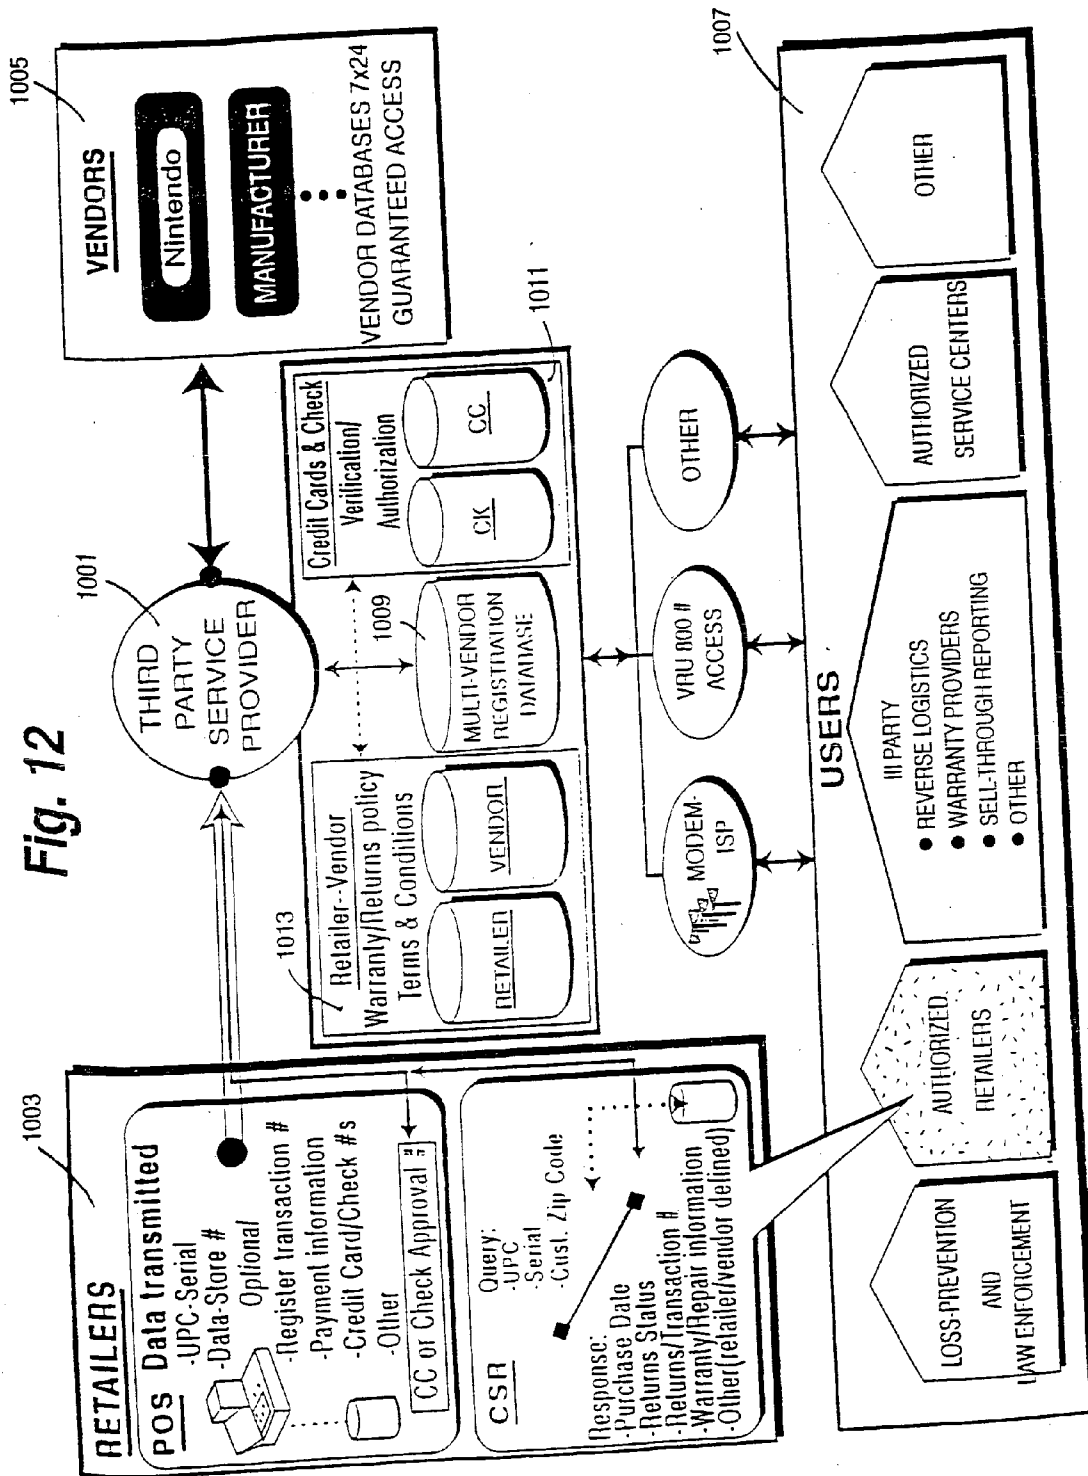 Fig. 12
RETAILERS
1003
POS Data transmitted
-UPC-Serial
-Data-Store #
Optional
-Register transaction #
Payment information
-Credit Card/Check #s
-Other
CC or Check Approval #
CSR
Query:
-UPC
-Serial
-Cust. Zip Code
Response:
-Purchase Date
-Returns Status
-Returns/Transaction #
-Warranty/Repair information
-Other(retailer/vendor defined)
THIRD
PARTY
SERVICE
PROVIDER
1001
VENDORS
1005
Nintendo
MANUFACTURER
VENDOR DATABASES 7x24
GUARANTEED ACCESS
1013
Retailer--Vendor
Warranty/Returns policy
Terms & Conditions
RETAILER
VENDOR
1009
MULTI-VENDOR
REGISTRATION
DATABASE
Credit Cards & Check
Verification/
Authorization
CK
CC
1011
MODEM-
ISP
VRU 800 #
ACCESS
OTHER
USERS
1007
LOSS-PREVENTION
AND
LAW ENFORCEMENT
AUTHORIZED
RETAILERS
III PARTY
● REVERSE LOGISTICS
● WARRANTY PROVIDERS
● SELL-THROUGH REPORTING
● OTHER
AUTHORIZED
SERVICE CENTERS
OTHER